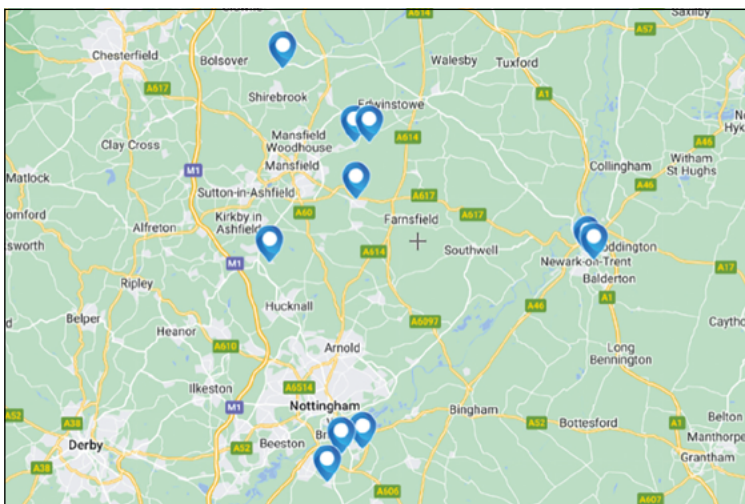 A614
Saxilby
A57
Chesterfield
Bolsover
Walesby
Tuxford
A617
Shirebrook
Edwinstowe
A1
Mansfield
Woodhouse
A614
A46
Clay Cross
Mansfield
Collingham
Witham
St Hughs
M1
Matlock
Sutton-in-Ashfield
A617
A46
A60
Kirkby in
Ashfield
Farnsfield
A617
Alfreton
A614
Southwell
M1
Newark-on-Trent
A17
Ripley
Balderton
Hucknall
A46
A1
Belper
A6097
Heanor
A610
Arnold
Long
Bennington
Ilkeston
A6514
M1
Nottingham
Bingham
A52
Bottesford
A1
Belton
A52
A38
Derby
Beeston
A52
Grantham
A38
A606
A607